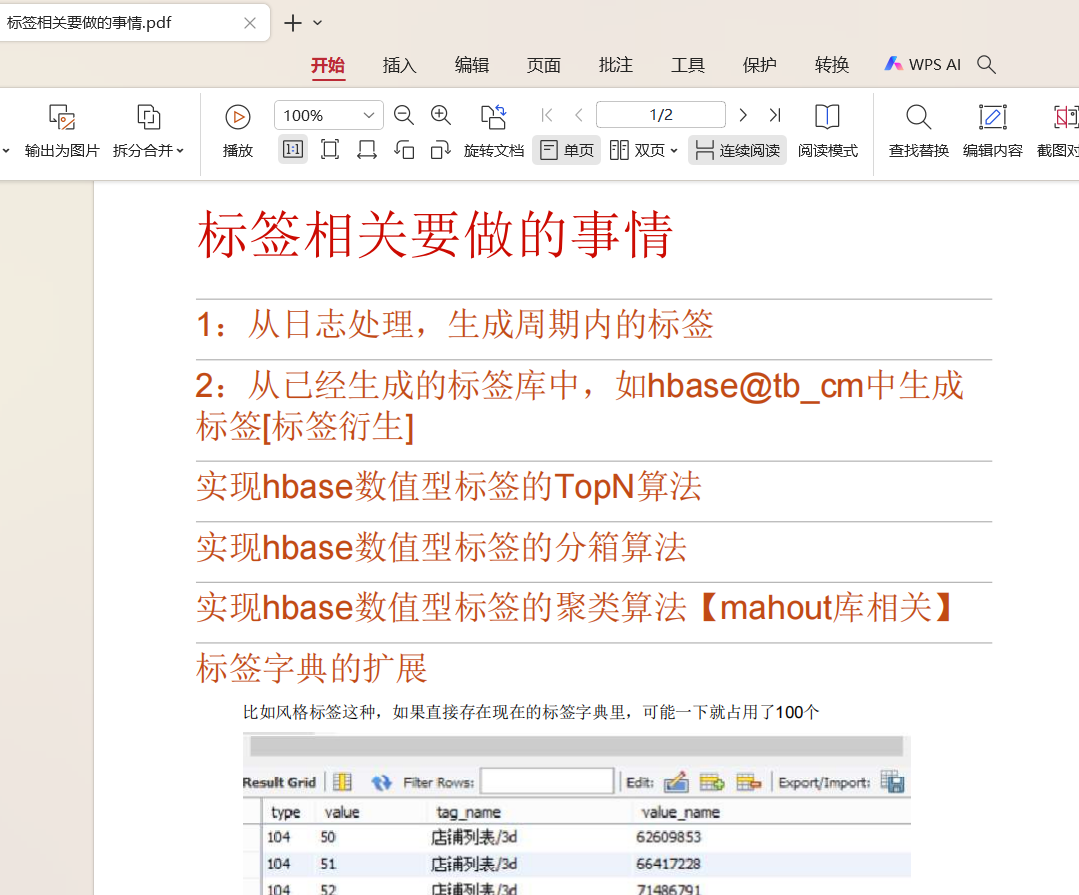 标签相关要做的事情.pdf
开始 插入 编辑 页面 批注 工具 保护 转换 WPS AI
100% 1/2
输出为图片 拆分合并 播放 1:1 旋转文档 单页 双页 连续阅读 阅读模式 查找替换 编辑内容 截图对
标签相关要做的事情
1：从日志处理，生成周期内的标签
2：从已经生成的标签库中，如hbase@tb_cm中生成
标签[标签衍生]
实现hbase数值型标签的TopN算法
实现hbase数值型标签的分箱算法
实现hbase数值型标签的聚类算法【mahout库相关】
标签字典的扩展
比如风格标签这种，如果直接存在现在的标签字典里，可能一下就占用了100个
Result Grid Filter Rows: Edit: Export/Import:
type value tag_name value_name
104 50 店铺列表/3d 62609853
104 51 店铺列表/3d 66417228
104 52 店铺列表/3d 71486791